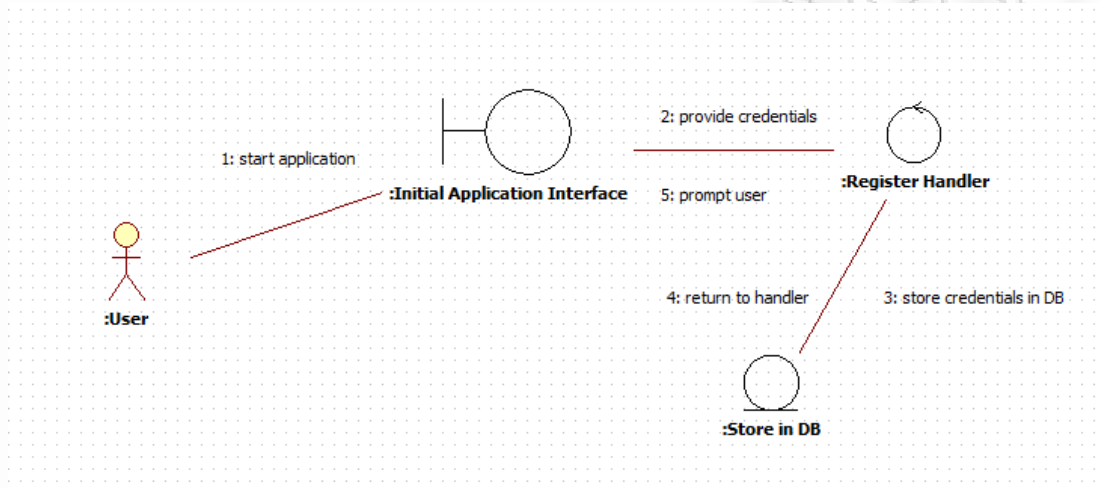 2: provide credentials
1: start application
:Register Handler
:Initial Application Interface
5: prompt user
4: return to handler
3: store credentials in DB
:User
:Store in DB